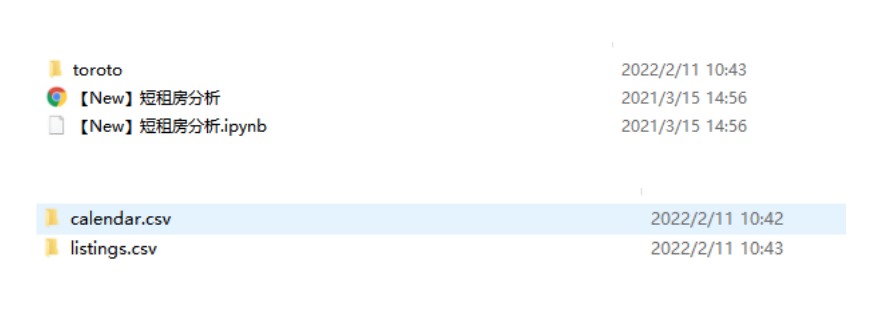 toroto 2022/2/11 10:43
【New】短租房分析 2021/3/15 14:56
【New】短租房分析.ipynb 2021/3/15 14:56
calendar.csv 2022/2/11 10:42
listings.csv 2022/2/11 10:43